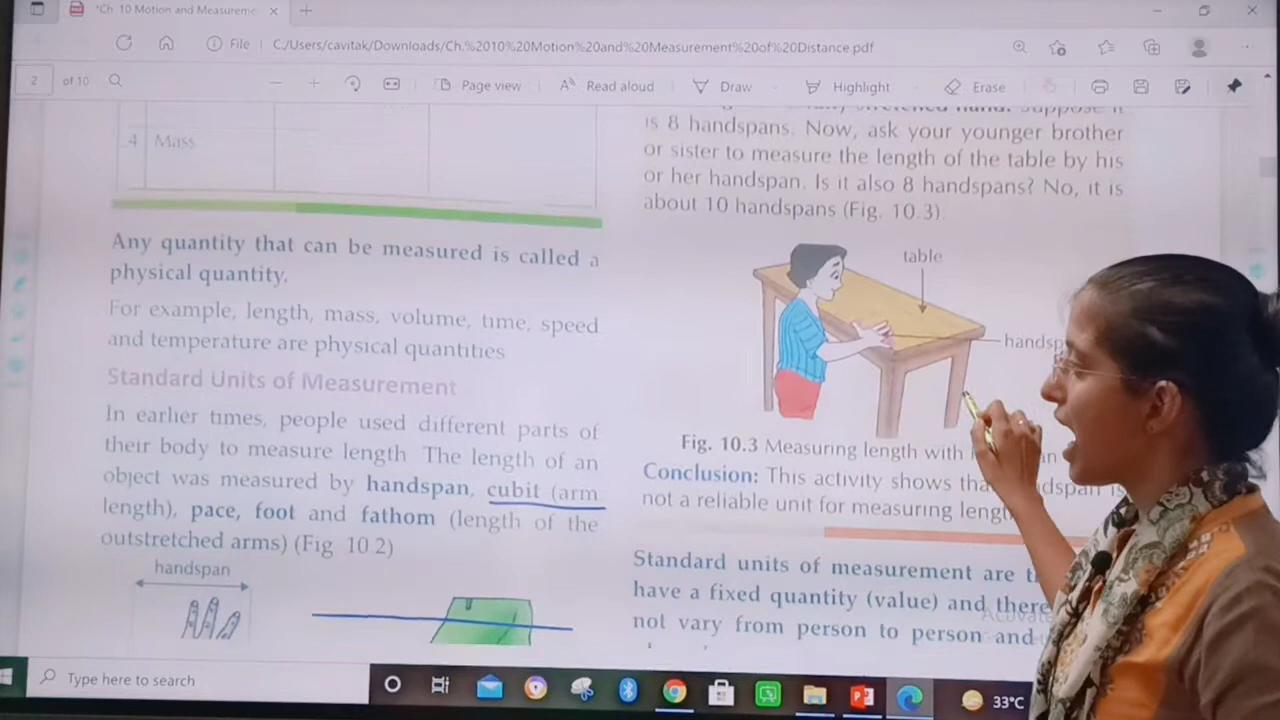 *Ch 10 Motion and Measureme
File C:/Users/cavitak/Downloads/Ch.%2010%20Motion%20and%20Measurement%20of%20Distance.pdf
2 of 10 Page view Read aloud Draw Highlight Erase
4 Mass
Any quantity that can be measured is called a
physical quantity.
For example, length, mass, volume, time, speed
and temperature are physical quantities
Standard Units of Measurement
In earlier times, people used different parts of
their body to measure length The length of an
object was measured by handspan, cubit (arm
length), pace, foot and fathom (length of the
outstretched arms) (Fig 10.2)
handspan
is 8 handspans. Now, ask your younger brother
or sister to measure the length of the table by his
or her handspan. Is it also 8 handspans? No, it is
about 10 handspans (Fig. 10.3).
table
handsp
Fig. 10.3 Measuring length with
Conclusion: This activity shows tha dspan is
not a reliable unit for measuring lengt
Standard units of measurement are t
have a fixed quantity (value) and there
not vary from person to person and
Activate
Type here to search
33°C